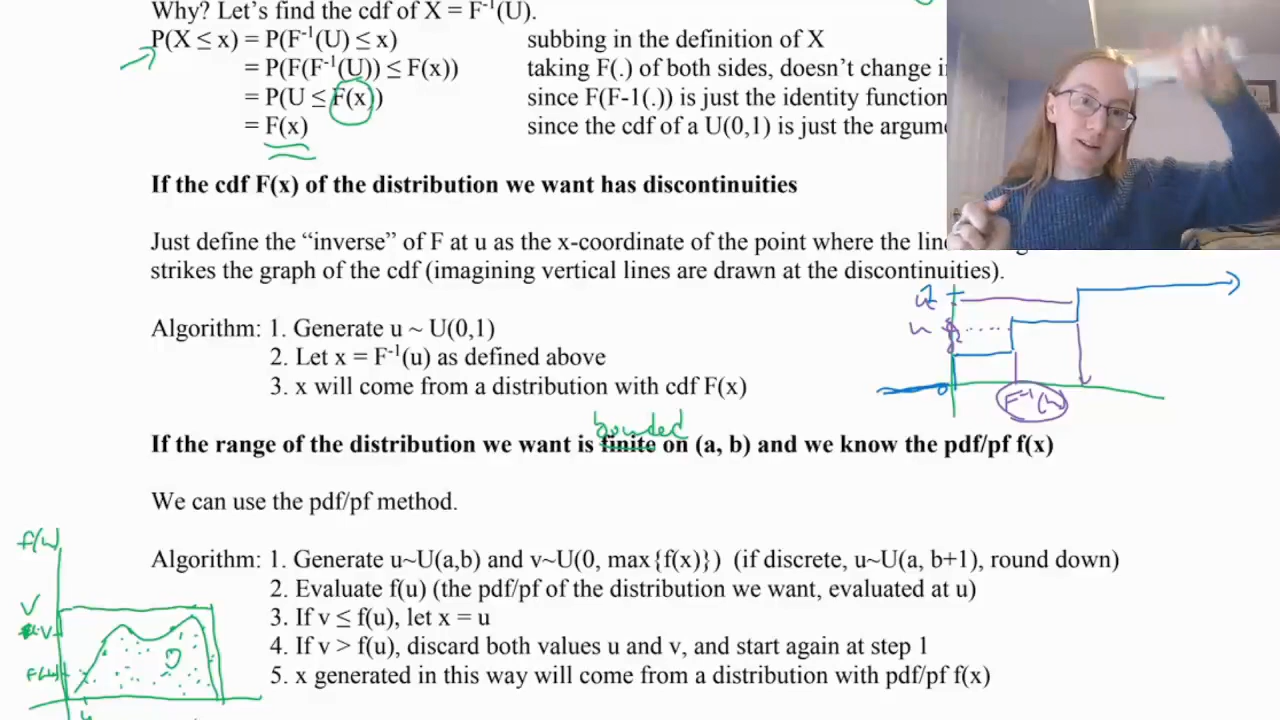 Why? Let's find the cdf of X = F⁻¹(U).
P(X ≤ x) = P(F⁻¹(U) ≤ x) subbing in the definition of X
= P(F(F⁻¹(U)) ≤ F(x)) taking F(.) of both sides, doesn't change
= P(U ≤ F(x)) since F(F-1(.)) is just the identity function
= F(x) since the cdf of a U(0,1) is just the
If the cdf F(x) of the distribution we want has discontinuities
Just define the “inverse” of F at u as the x-coordinate of the point where the
strikes the graph of the cdf (imagining vertical lines are drawn at the discontinuities).
u
Algorithm: 1. Generate u ~ U(0,1)
2. Let x = F⁻¹(u) as defined above
3. x will come from a distribution with cdf F(x)
0
F⁻¹(u)
bounded
If the range of the distribution we want is finite on (a, b) and we know the pdf/pf f(x)
We can use the pdf/pf method.
f(u)
Algorithm: 1. Generate u~U(a,b) and v~U(0, max{f(x)}) (if discrete, u~U(a, b+1), round down)
2. Evaluate f(u) (the pdf/pf of the distribution we want, evaluated at u)
V
3. If v ≤ f(u), let x = u
v
4. If v > f(u), discard both values u and v, and start again at step 1
f(u)
5. x generated in this way will come from a distribution with pdf/pf f(x)
u